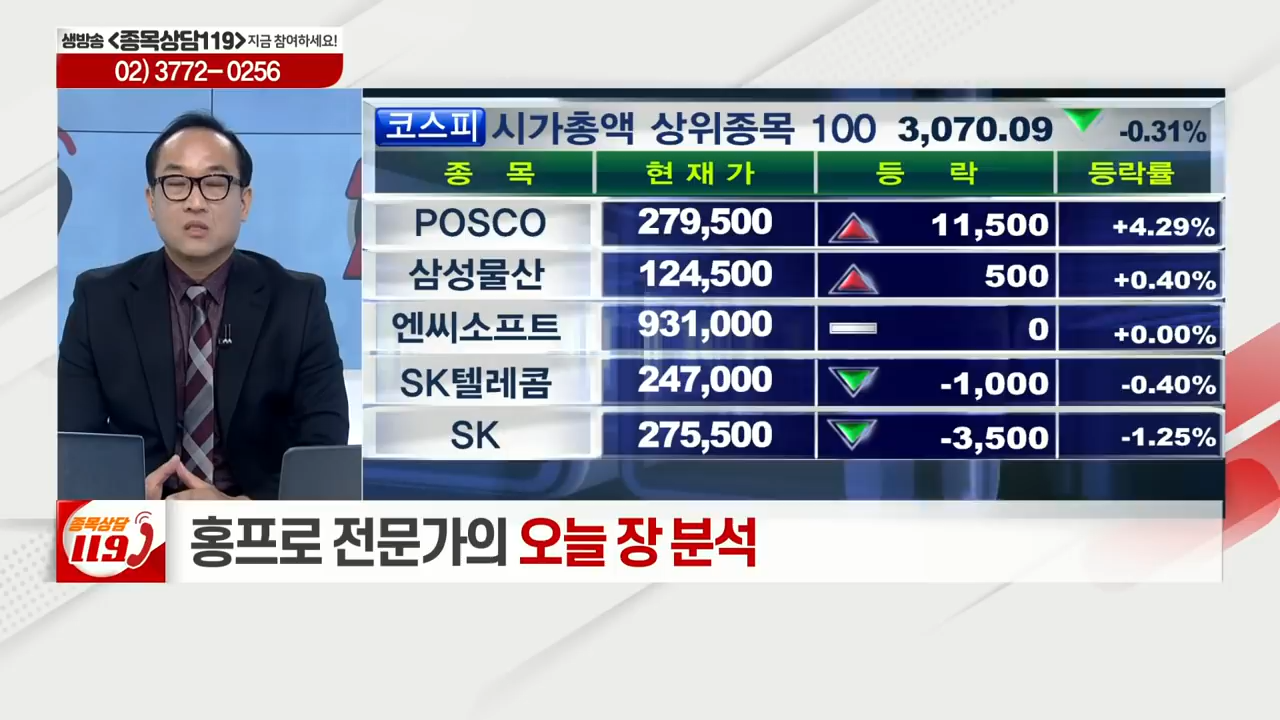 생방송 <종목상담119> 지금 참여하세요!
02) 3772-0256
코스피 시가총액 상위종목 100 3,070.09 -0.31%
종 목 현 재 가 등 락 등락률
POSCO 279,500 11,500 +4.29%
삼성물산 124,500 500 +0.40%
엔씨소프트 931,000 0 +0.00%
SK텔레콤 247,000 -1,000 -0.40%
SK 275,500 -3,500 -1.25%
종목상담
119
홍프로 전문가의 오늘 장 분석